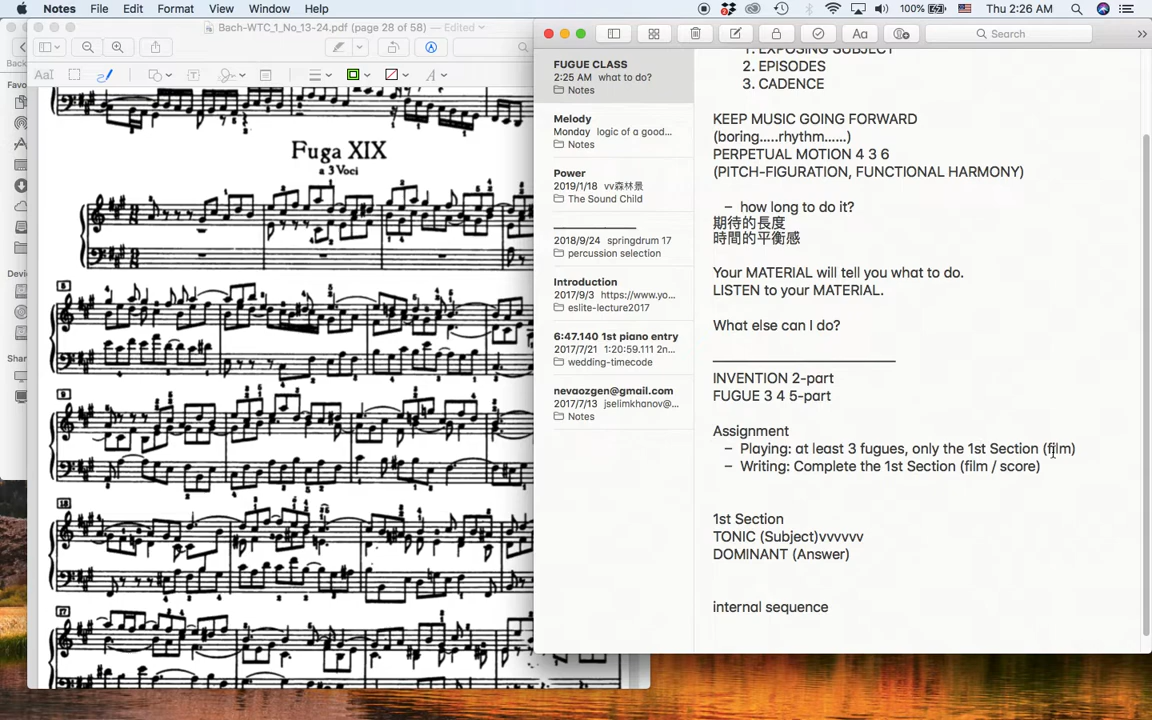 Notes File Edit Format View Window Help
100% Thu 2:26 AM
Bach-WTC_1_No_13-24.pdf (page 28 of 58) — Edited
Search
Back
Favo
Devic
Shar
Fuga XIX
a 3 Voci
FUGUE CLASS
2:25 AM what to do?
Notes
Melody
Monday logic of a good...
Notes
Power
2019/1/18 vv森林景
The Sound Child
2018/9/24 springdrum 17
percussion selection
Introduction
2017/9/3 https://www.yo...
eslite-lecture2017
6:47.140 1st piano entry
2017/7/21 1:20:59.111 2n...
wedding-timecode
nevaozgen@gmail.com
2017/7/13 jselimkhanov@...
Notes
1. EXPOSING SUBJECT
2. EPISODES
3. CADENCE
KEEP MUSIC GOING FORWARD
(boring.....rhythm......)
PERPETUAL MOTION 4 3 6
(PITCH-FIGURATION, FUNCTIONAL HARMONY)
– how long to do it?
期待的長度
時間的平衡感
Your MATERIAL will tell you what to do.
LISTEN to your MATERIAL.
What else can I do?
INVENTION 2-part
FUGUE 3 4 5-part
Assignment
– Playing: at least 3 fugues, only the 1st Section (film)
– Writing: Complete the 1st Section (film / score)
1st Section
TONIC (Subject)vvvvvv
DOMINANT (Answer)
internal sequence